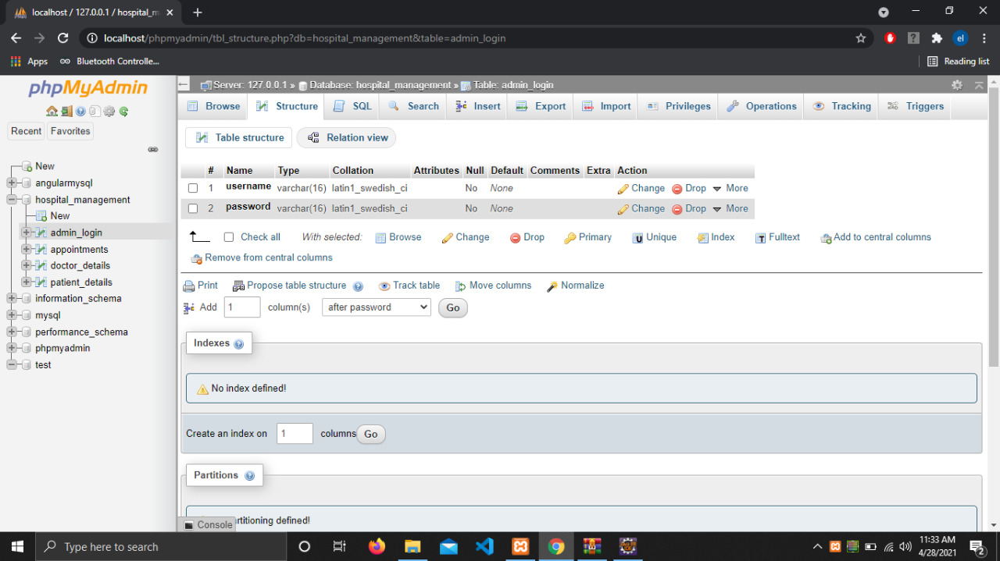 localhost / 127.0.0.1 / hospital_m
localhost/phpmyadmin/tbl_structure.php?db=hospital_management&table=admin_login
el
Apps Bluetooth Controlle... Reading list
phpMyAdmin
Recent Favorites
New
angularmysql
hospital_management
New
admin_login
appointments
doctor_details
patient_details
information_schema
mysql
performance_schema
phpmyadmin
test
Server: 127.0.0.1 » Database: hospital_management » Table: admin_login
Browse Structure SQL Search Insert Export Import Privileges Operations Tracking Triggers
Table structure Relation view
# Name Type Collation Attributes Null Default Comments Extra Action
1 username varchar(16) latin1_swedish_ci No None Change Drop More
2 password varchar(16) latin1_swedish_ci No None Change Drop More
Check all With selected: Browse Change Drop Primary Unique Index Fulltext Add to central columns
Remove from central columns
Print Propose table structure Track table Move columns Normalize
Add 1 column(s) after password Go
Indexes
No index defined!
Create an index on 1 columns Go
Partitions
partitioning defined!
Console
Type here to search
11:33 AM
4/28/2021
2